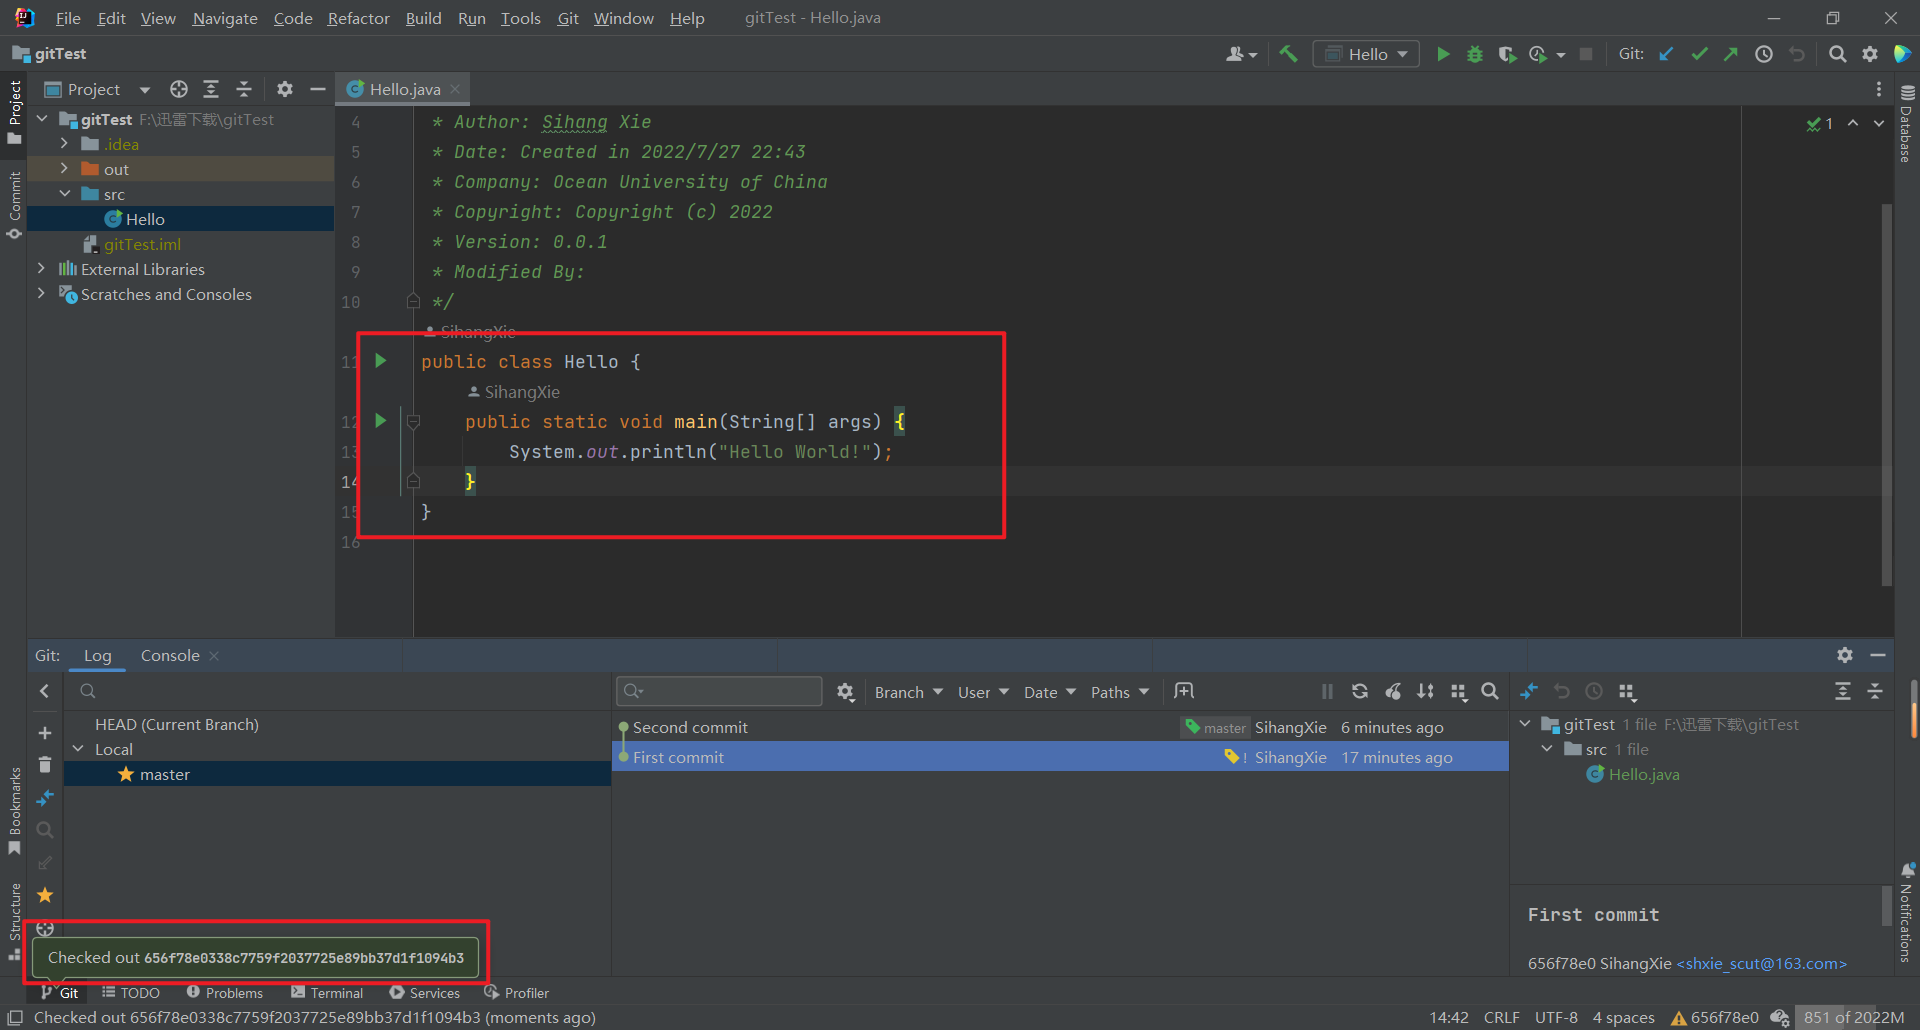 File Edit View Navigate Code Refactor Build Run Tools Git Window Help gitTest - Hello.java
gitTest
Hello
Git:
Project
Hello.java
gitTest F:\迅雷下载\gitTest
.idea
out
src
Hello
gitTest.iml
External Libraries
Scratches and Consoles
Project
Commit
Bookmarks
Structure
4 * Author: Sihang Xie
5 * Date: Created in 2022/7/27 22:43
6 * Company: Ocean University of China
7 * Copyright: Copyright (c) 2022
8 * Version: 0.0.1
9 * Modified By:
10 */
SihangXie
11 public class Hello {
SihangXie
12 public static void main(String[] args) {
13 System.out.println("Hello World!");
14 }
15 }
16
1
Database
Notifications
Git: Log Console
HEAD (Current Branch)
Local
master
Branch User Date Paths
Second commit master SihangXie 6 minutes ago
First commit ! SihangXie 17 minutes ago
gitTest 1 file F:\迅雷下载\gitTest
src 1 file
Hello.java
First commit
656f78e0 SihangXie <shxie_scut@163.com>
Checked out 656f78e0338c7759f2037725e89bb37d1f1094b3
Git TODO Problems Terminal Services Profiler
Checked out 656f78e0338c7759f2037725e89bb37d1f1094b3 (moments ago)
14:42 CRLF UTF-8 4 spaces 656f78e0 851 of 2022M